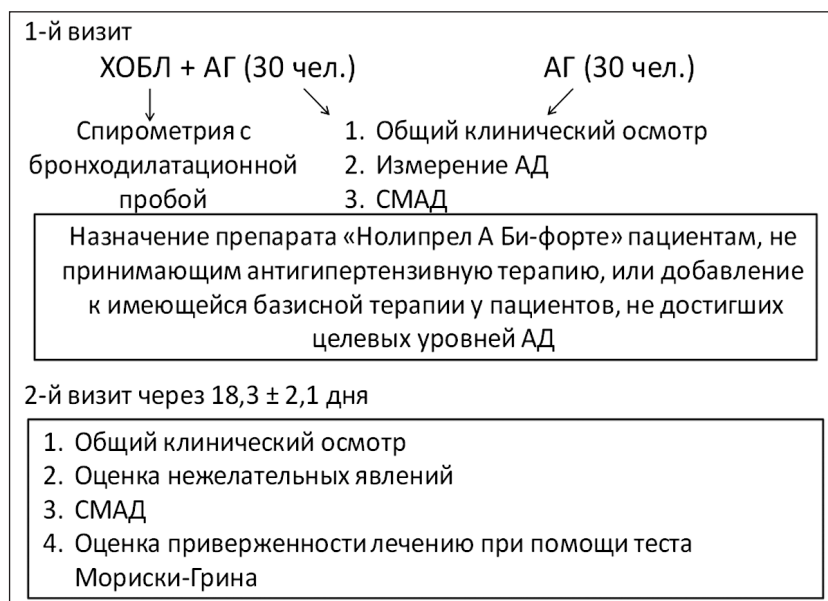 1-й визит
ХОБЛ + АГ (30 чел.)
АГ (30 чел.)
Спирометрия с
бронходилатационной
пробой
1. Общий клинический осмотр
2. Измерение АД
3. СМАД
Назначение препарата «Нолипрел А Би-форте» пациентам, не
принимающим антигипертензивную терапию, или добавление
к имеющейся базисной терапии у пациентов, не достигших
целевых уровней АД
2-й визит через 18,3 ± 2,1 дня
1. Общий клинический осмотр
2. Оценка нежелательных явлений
3. СМАД
4. Оценка приверженности лечению при помощи теста
Мориски-Грина